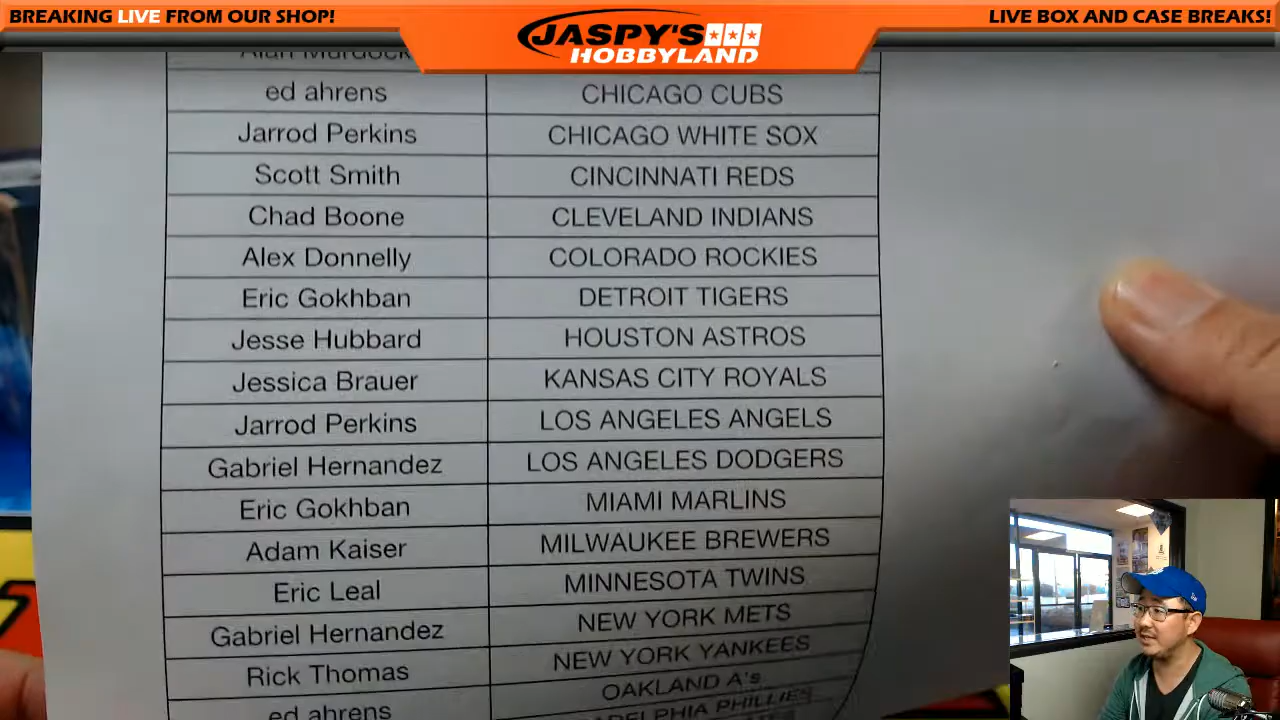 BREAKING LIVE FROM OUR SHOP!
JASPY'S
HOBBYLAND
LIVE BOX AND CASE BREAKS!
Alan Murdock
ed ahrens CHICAGO CUBS
Jarrod Perkins CHICAGO WHITE SOX
Scott Smith CINCINNATI REDS
Chad Boone CLEVELAND INDIANS
Alex Donnelly COLORADO ROCKIES
Eric Gokhban DETROIT TIGERS
Jesse Hubbard HOUSTON ASTROS
Jessica Brauer KANSAS CITY ROYALS
Jarrod Perkins LOS ANGELES ANGELS
Gabriel Hernandez LOS ANGELES DODGERS
Eric Gokhban MIAMI MARLINS
Adam Kaiser MILWAUKEE BREWERS
Eric Leal MINNESOTA TWINS
Gabriel Hernandez NEW YORK METS
Rick Thomas NEW YORK YANKEES
ed ahrens OAKLAND A's
PHILLIES